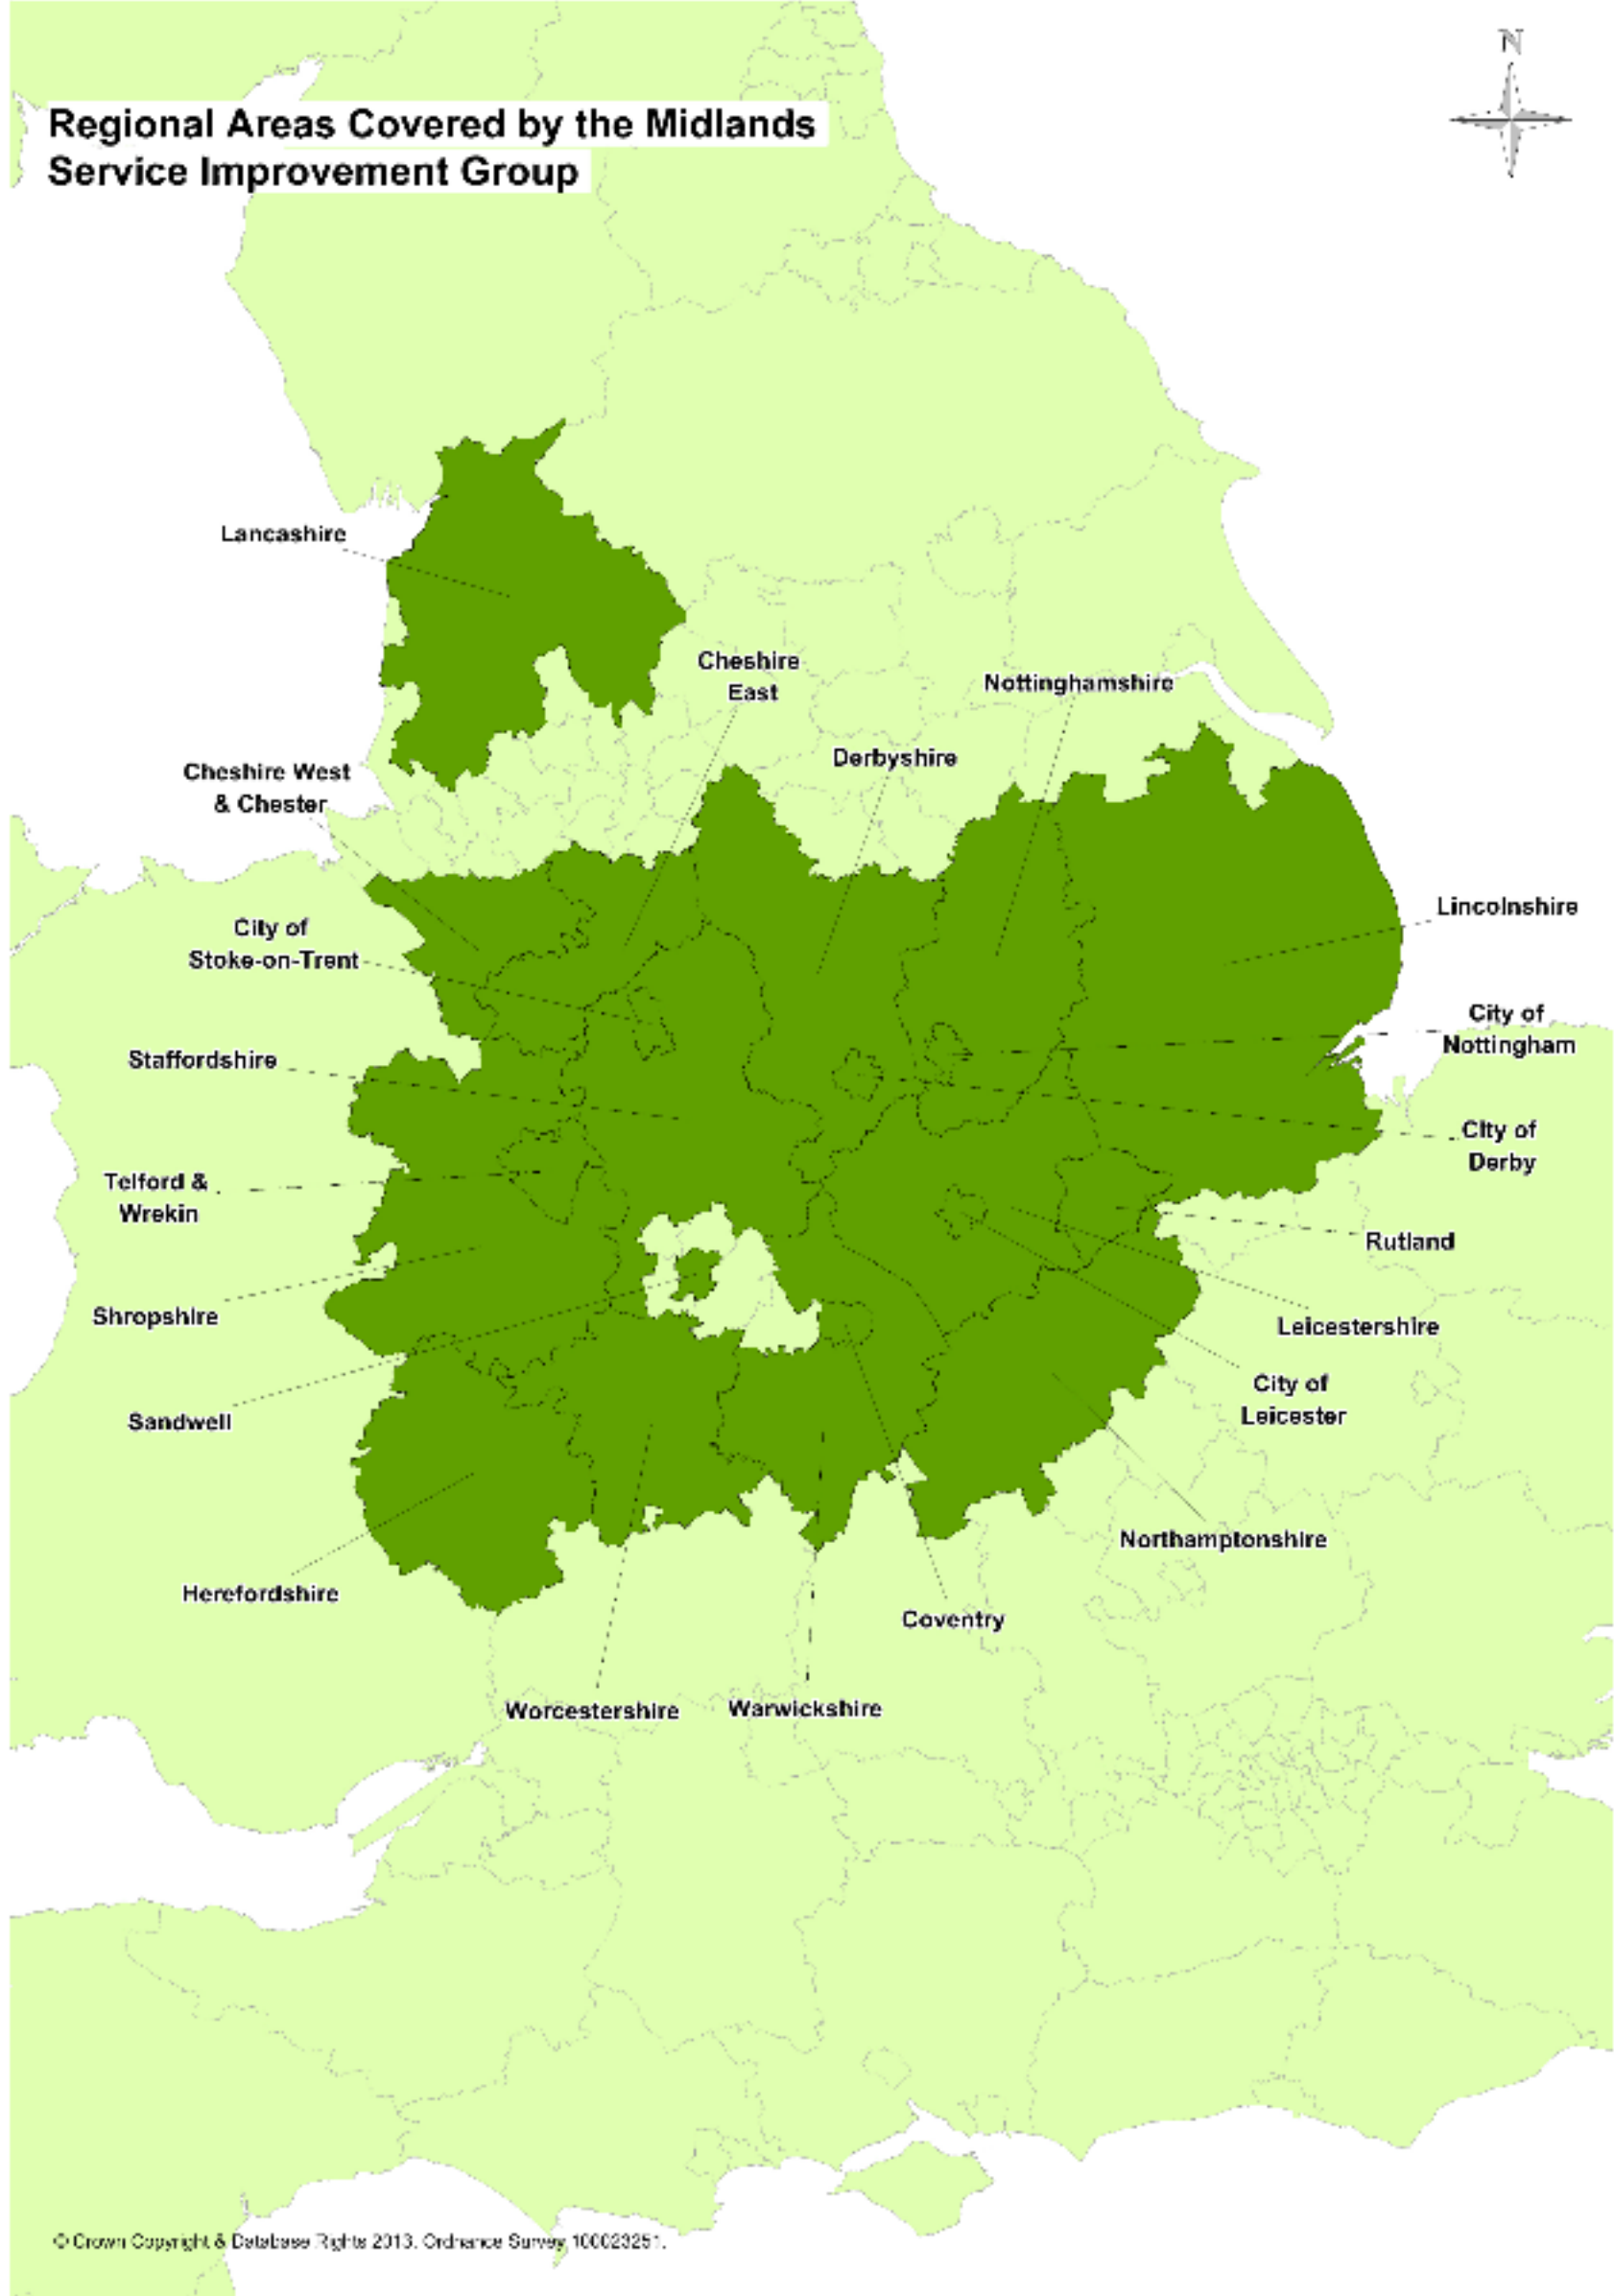 N
Regional Areas Covered by the Midlands
Service Improvement Group
Lancashire
Cheshire
East
Nottinghamshire
Derbyshire
Cheshire West
& Chester
Lincolnshire
City of
Stoke-on-Trent
City of
Nottingham
Staffordshire
City of
Derby
Telford &
Wrekin
Rutland
Shropshire
Leicestershire
City of
Leicester
Sandwell
Northamptonshire
Herefordshire
Coventry
Worcestershire
Warwickshire
© Crown Copyright & Database Rights 2013. Ordnance Survey 100023251.